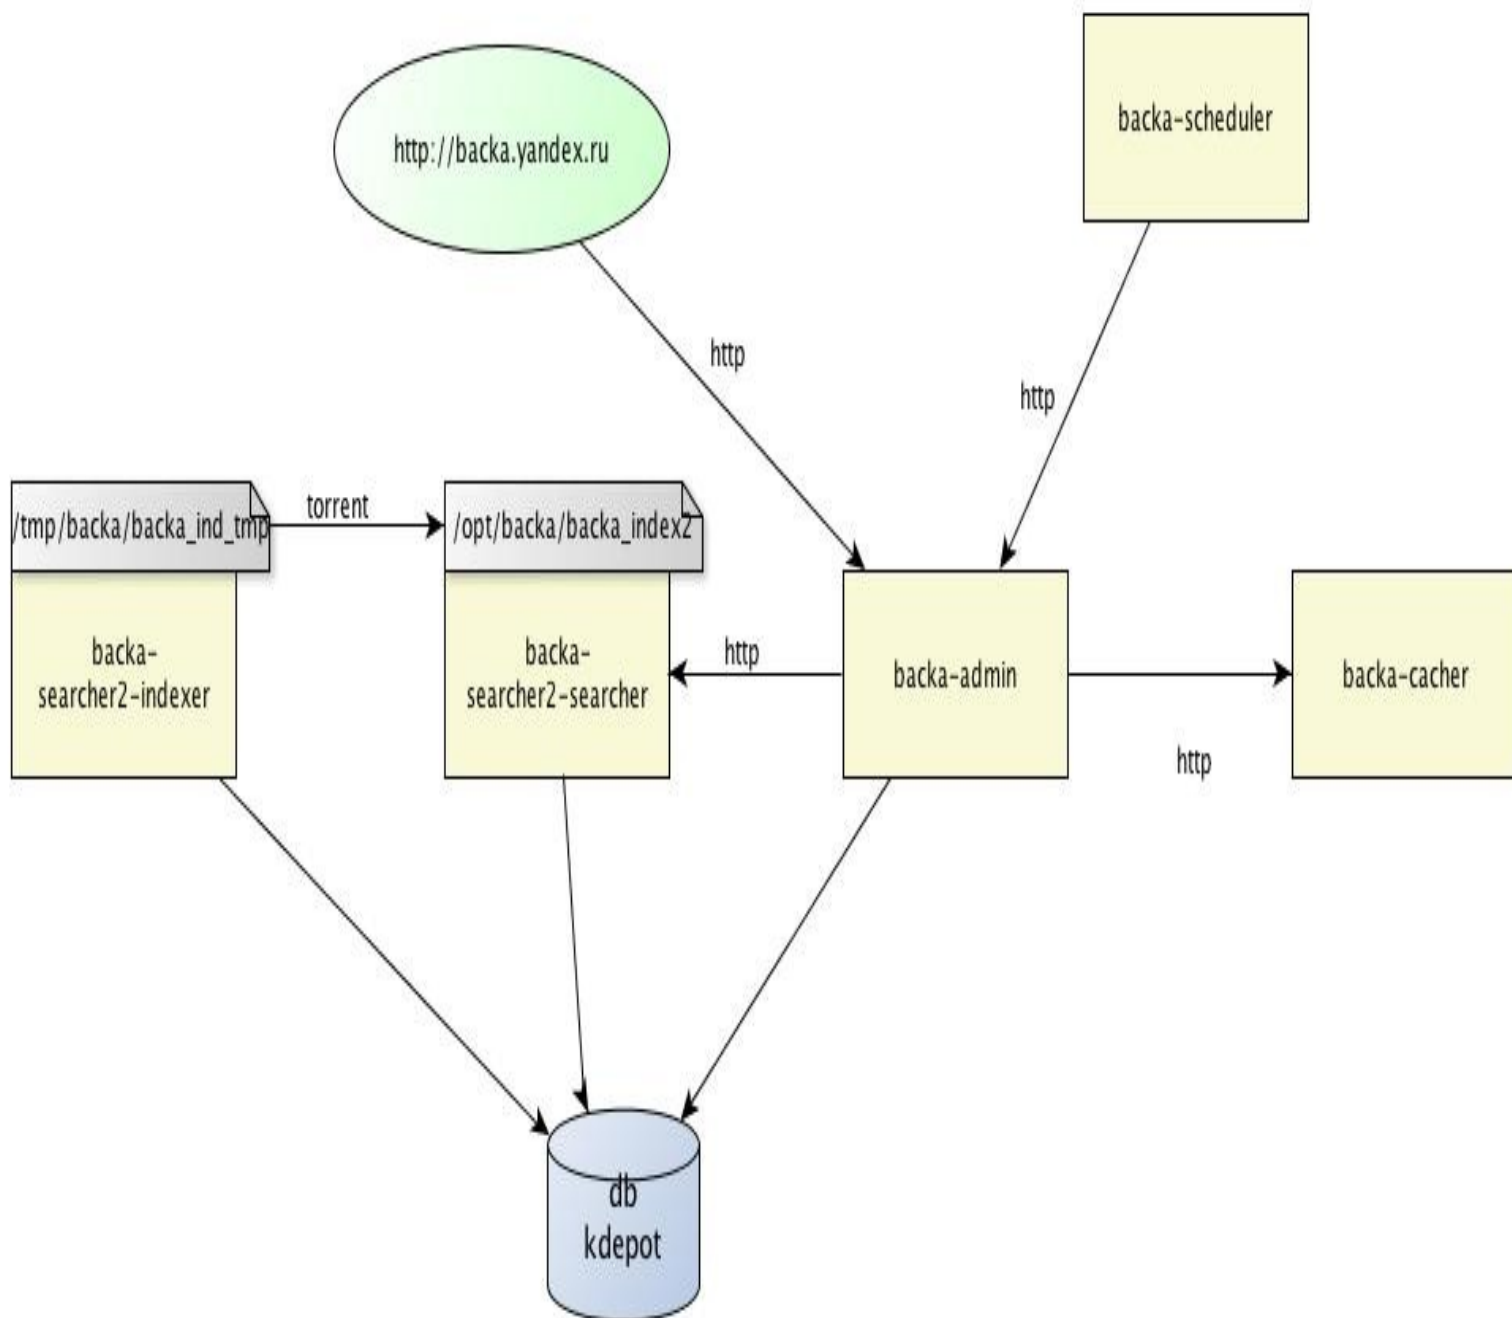 backa-scheduler
http://backa.yandex.ru
http
http
/tmp/backa/backa_ind_tmp
torrent
/opt/backa/backa_index2
backa-
searcher2-indexer
backa-
searcher2-searcher
http
backa-admin
backa-cacher
http
db
kdepot